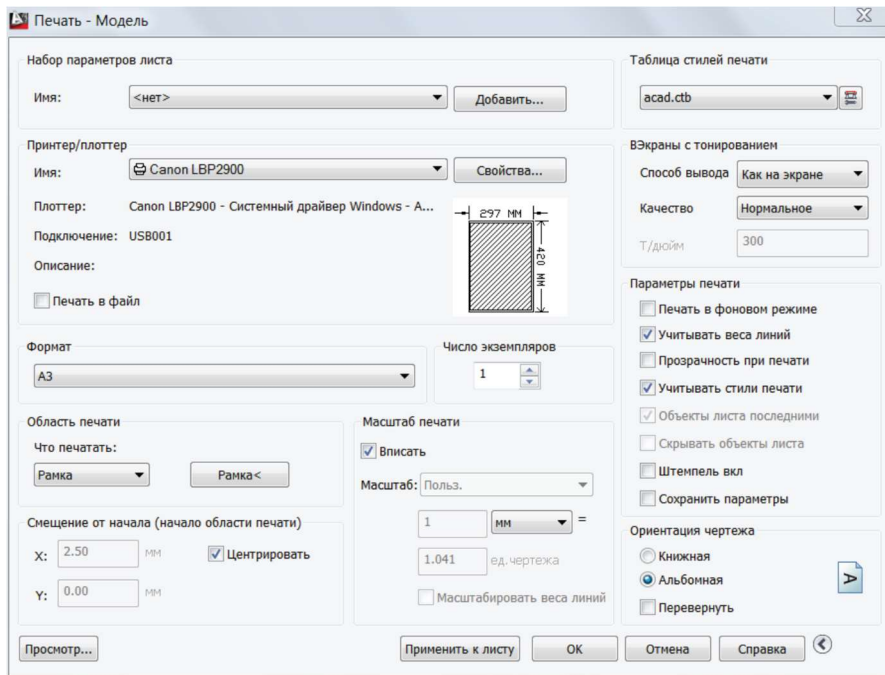 Печать - Модель
Набор параметров листа
Имя:
<нет>
Добавить...
Таблица стилей печати
acad.ctb
Принтер/плоттер
Имя:
Canon LBP2900
Свойства...
Плоттер:
Canon LBP2900 - Системный драйвер Windows - А...
Подключение:
USB001
Описание:
Печать в файл
297 ММ
420 ММ
ВЭкраны с тонированием
Способ вывода
Как на экране
Качество
Нормальное
Т/дюйм
300
Формат
А3
Число экземпляров
1
Параметры печати
Печать в фоновом режиме
Учитывать веса линий
Прозрачность при печати
Учитывать стили печати
Объекты листа последними
Скрывать объекты листа
Штемпель вкл
Сохранить параметры
Область печати
Что печатать:
Рамка
Рамка<
Масштаб печати
Вписать
Масштаб:
Польз.
1
мм
=
1.041
ед.чертежа
Масштабировать веса линий
Смещение от начала (начало области печати)
X:
2.50
мм
Центрировать
Y:
0.00
мм
Ориентация чертежа
Книжная
Альбомная
Перевернуть
A
Просмотр...
Применить к листу
ОК
Отмена
Справка